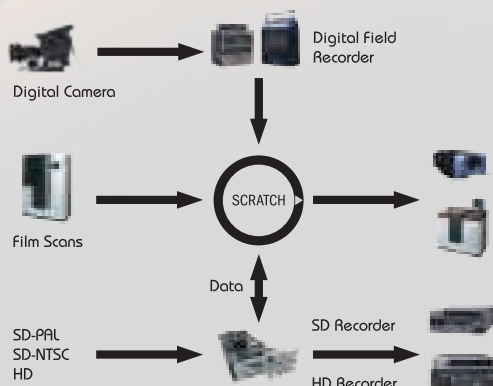 Digital Field
Recorder
Digital Camera
SCRATCH
Film Scans
Data
SD-PAL
SD-NTSC
HD
SD Recorder
HD Recorder